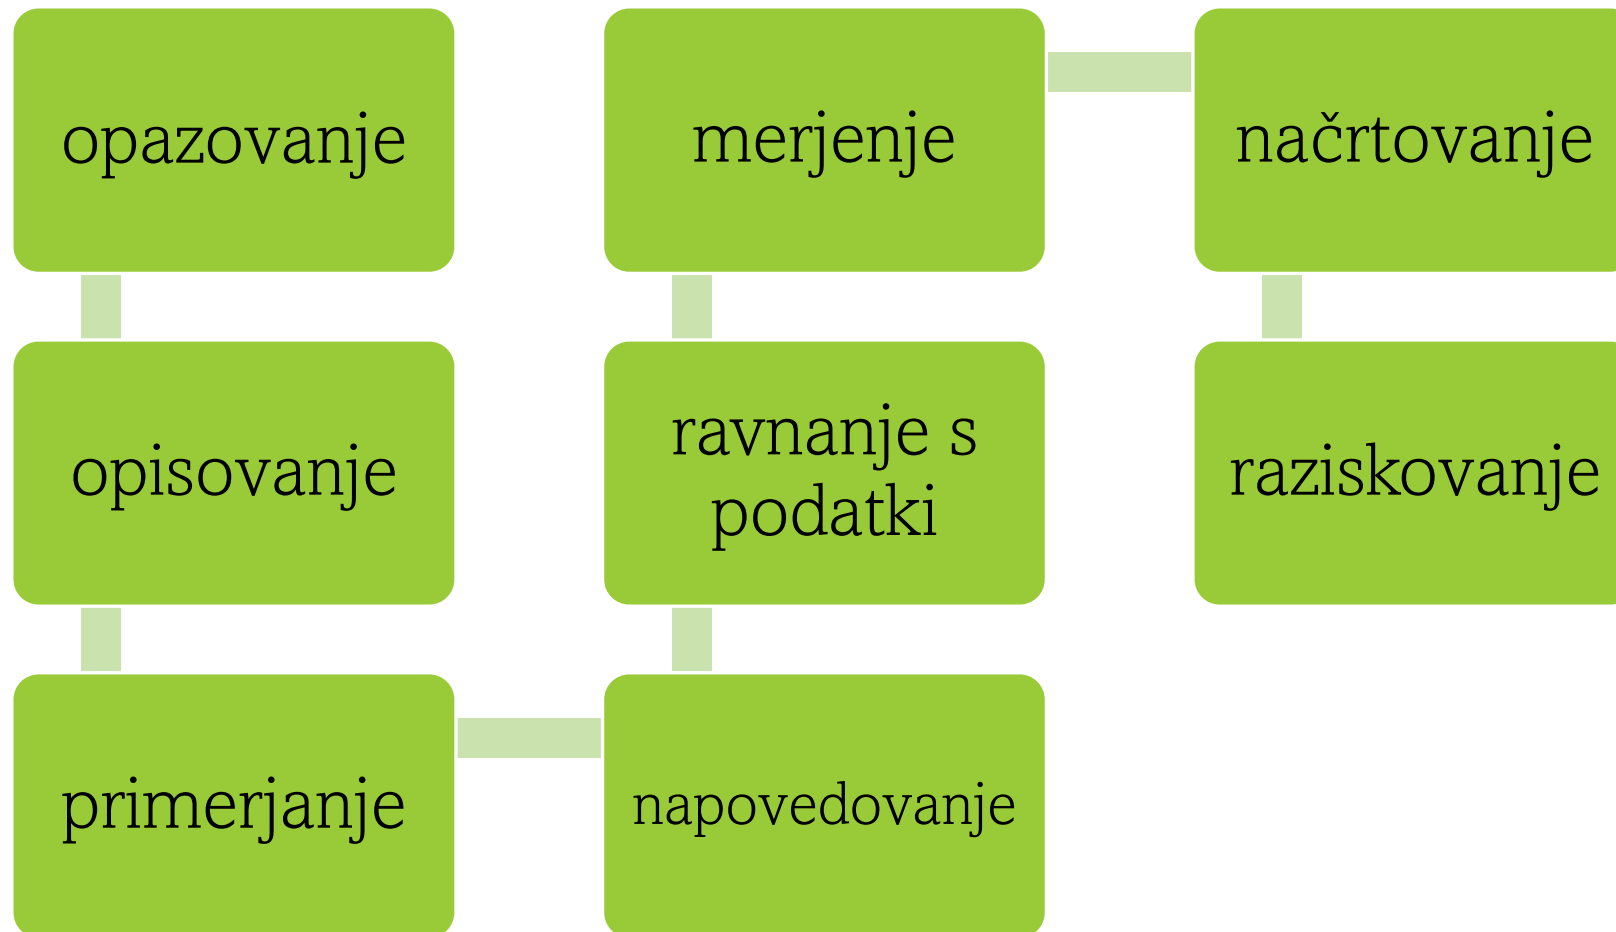 opazovanje
opisovanje
primerjanje
napovedovanje
ravnanje s
podatki
merjenje
načrtovanje
raziskovanje